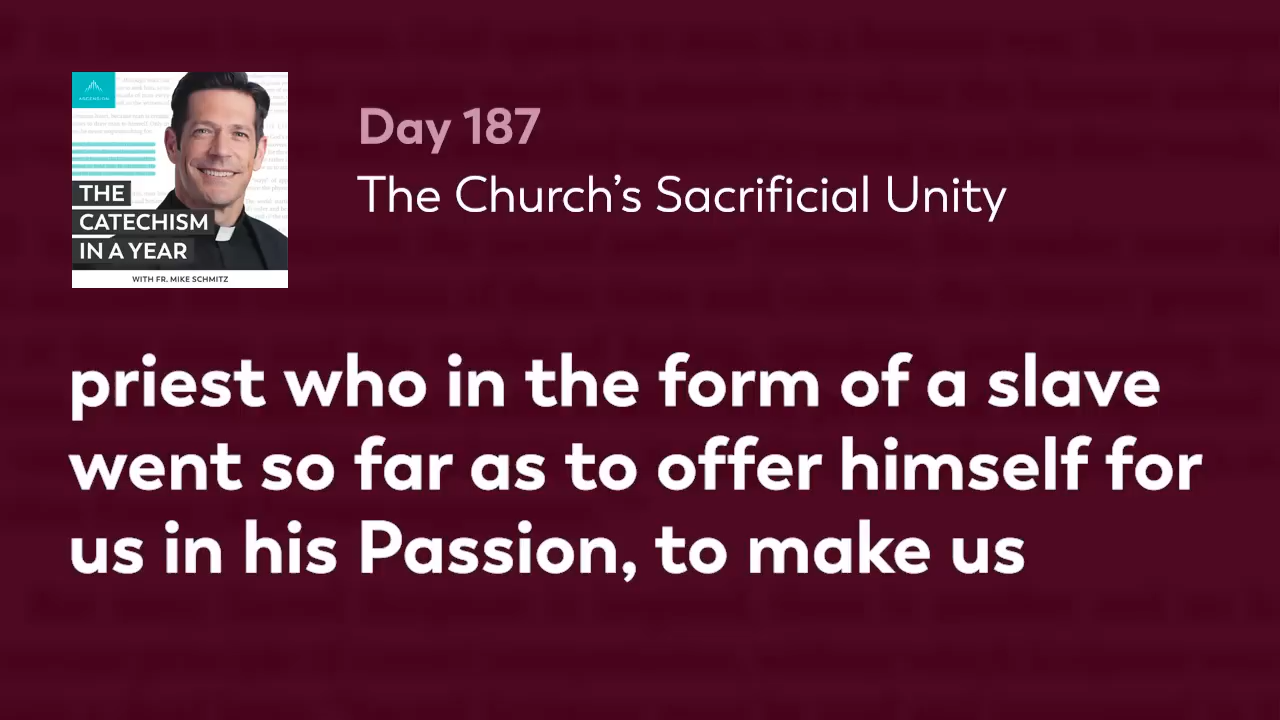 ASCENSION
THE
CATECHISM
IN A YEAR
WITH FR. MIKE SCHMITZ
Day 187
The Church’s Sacrificial Unity
priest who in the form of a slave
went so far as to offer himself for
us in his Passion, to make us